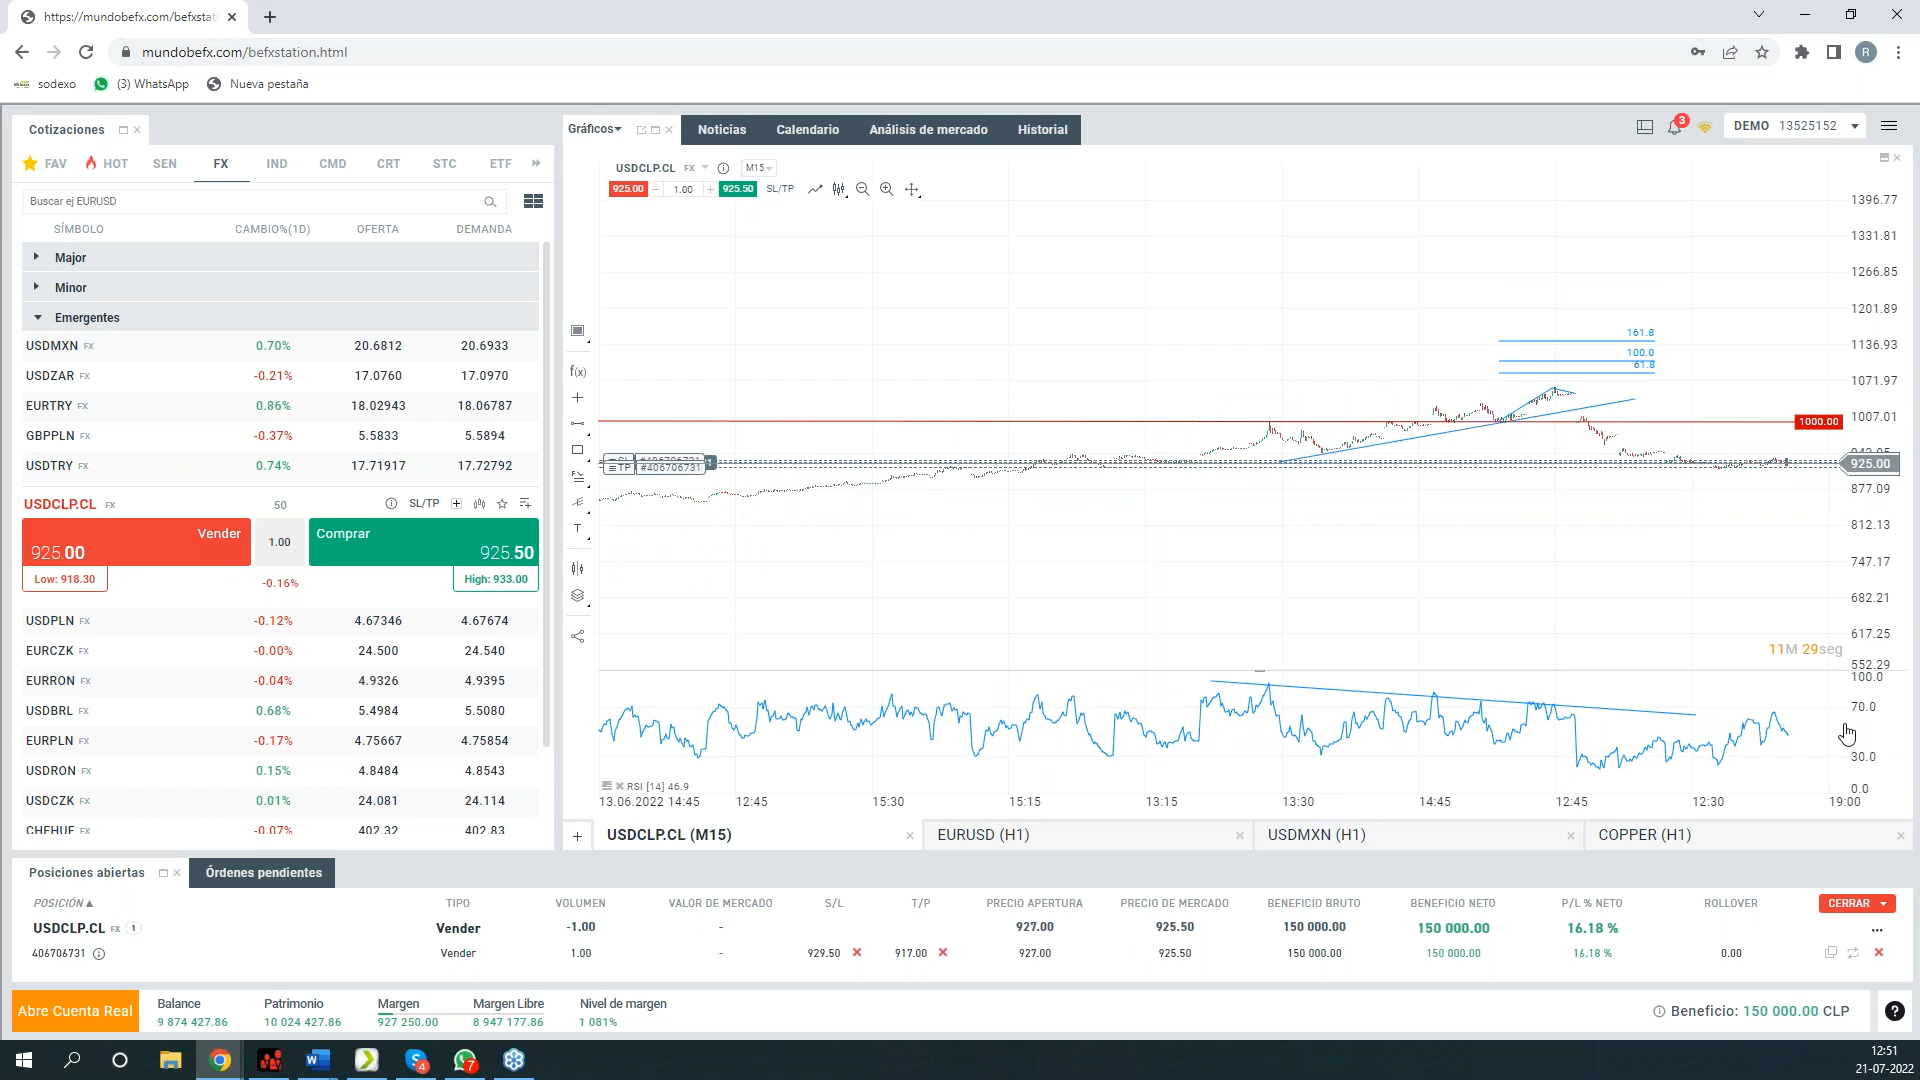 https://mundobefx.com/befxstati
mundobefx.com/befxstation.html
R
sodexo
(3) WhatsApp
Nueva pestaña
Cotizaciones
FAV HOT SEN FX IND CMD CRT STC ETF
Buscar ej EURUSD
SÍMBOLO CAMBIO%(1D) OFERTA DEMANDA
Major
Minor
Emergentes
USDMXN FX 0.70% 20.6812 20.6933
USDZAR FX -0.21% 17.0760 17.0970
EURTRY FX 0.86% 18.02943 18.06787
GBPPLN FX -0.37% 5.5833 5.5894
USDTRY FX 0.74% 17.71917 17.72792
USDCLP.CL FX 50 SL/TP
Vender
925.00
1.00
Comprar
925.50
Low: 918.30
-0.16%
High: 933.00
USDPLN FX -0.12% 4.67346 4.67674
EURCZK FX -0.00% 24.500 24.540
EURRON FX -0.04% 4.9326 4.9395
USDBRL FX 0.68% 5.4984 5.5080
EURPLN FX -0.17% 4.75667 4.75854
USDRON FX 0.15% 4.8484 4.8543
USDCZK FX 0.01% 24.081 24.114
CHFHUF FX -0.07% 402.32 402.83
Gráficos
Noticias
Calendario
Análisis de mercado
Historial
3
DEMO 13525152
USDCLP.CL FX M15
925.00 1.00 925.50 SL/TP
f(x)
T
1396.77
1331.81
1266.85
1201.89
1136.93
1071.97
1007.01
1000.00
925.00
877.09
812.13
747.17
682.21
617.25
552.29
161.8
100.0
61.8
TP #406706731
1
11M 29seg
100.0
70.0
30.0
0.0
RSI [14] 46.9
13.06.2022 14:45 12:45 15:30 15:15 13:15 13:30 14:45 12:45 12:30 19:00
USDCLP.CL (M15)
EURUSD (H1)
USDMXN (H1)
COPPER (H1)
Posiciones abiertas
Órdenes pendientes
POSICIÓN TIPO VOLUMEN VALOR DE MERCADO S/L T/P PRECIO APERTURA PRECIO DE MERCADO BENEFICIO BRUTO BENEFICIO NETO P/L % NETO ROLLOVER CERRAR
USDCLP.CL FX 1 Vender -1.00 - 927.00 925.50 150 000.00 150 000.00 16.18 % ...
406706731 Vender 1.00 - 929.50 917.00 927.00 925.50 150 000.00 150 000.00 16.18 % 0.00
Abre Cuenta Real
Balance Patrimonio Margen Margen Libre Nivel de margen
9 874 427.86 10 024 427.86 927 250.00 8 947 177.86 1 081%
Beneficio: 150 000.00 CLP
?
4
7
12:51
21-07-2022